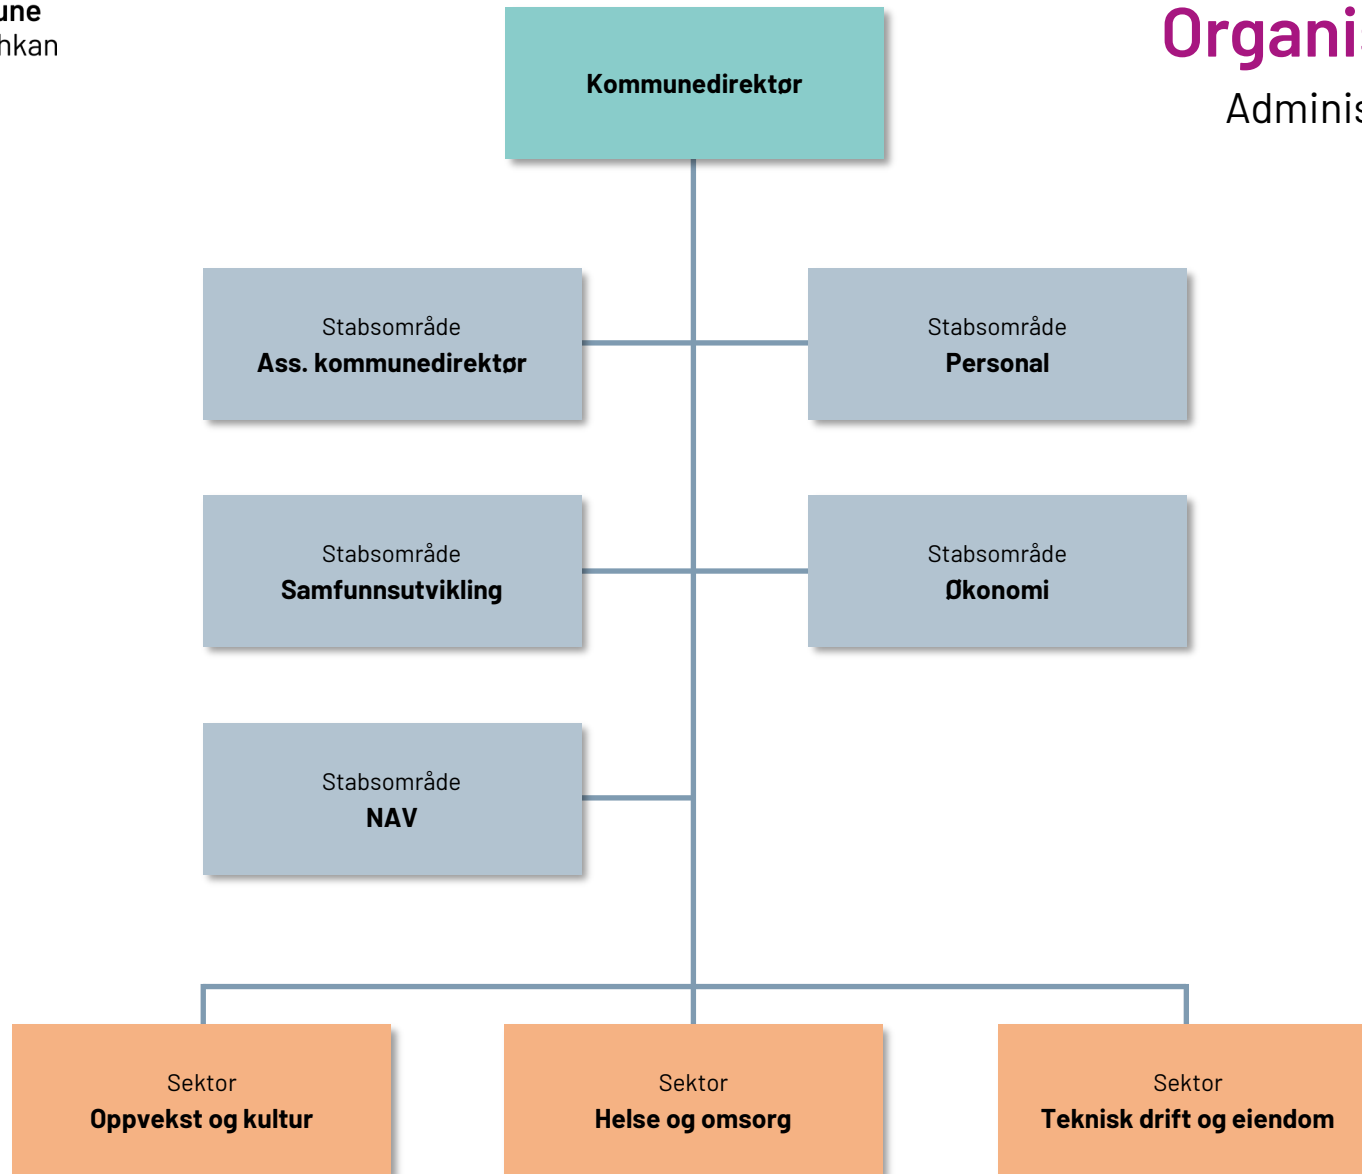 une
hkan
Organis
Adminis
Kommunedirektør
Stabsområde
Ass. kommunedirektør
Stabsområde
Personal
Stabsområde
Samfunnsutvikling
Stabsområde
Økonomi
Stabsområde
NAV
Sektor
Oppvekst og kultur
Sektor
Helse og omsorg
Sektor
Teknisk drift og eiendom